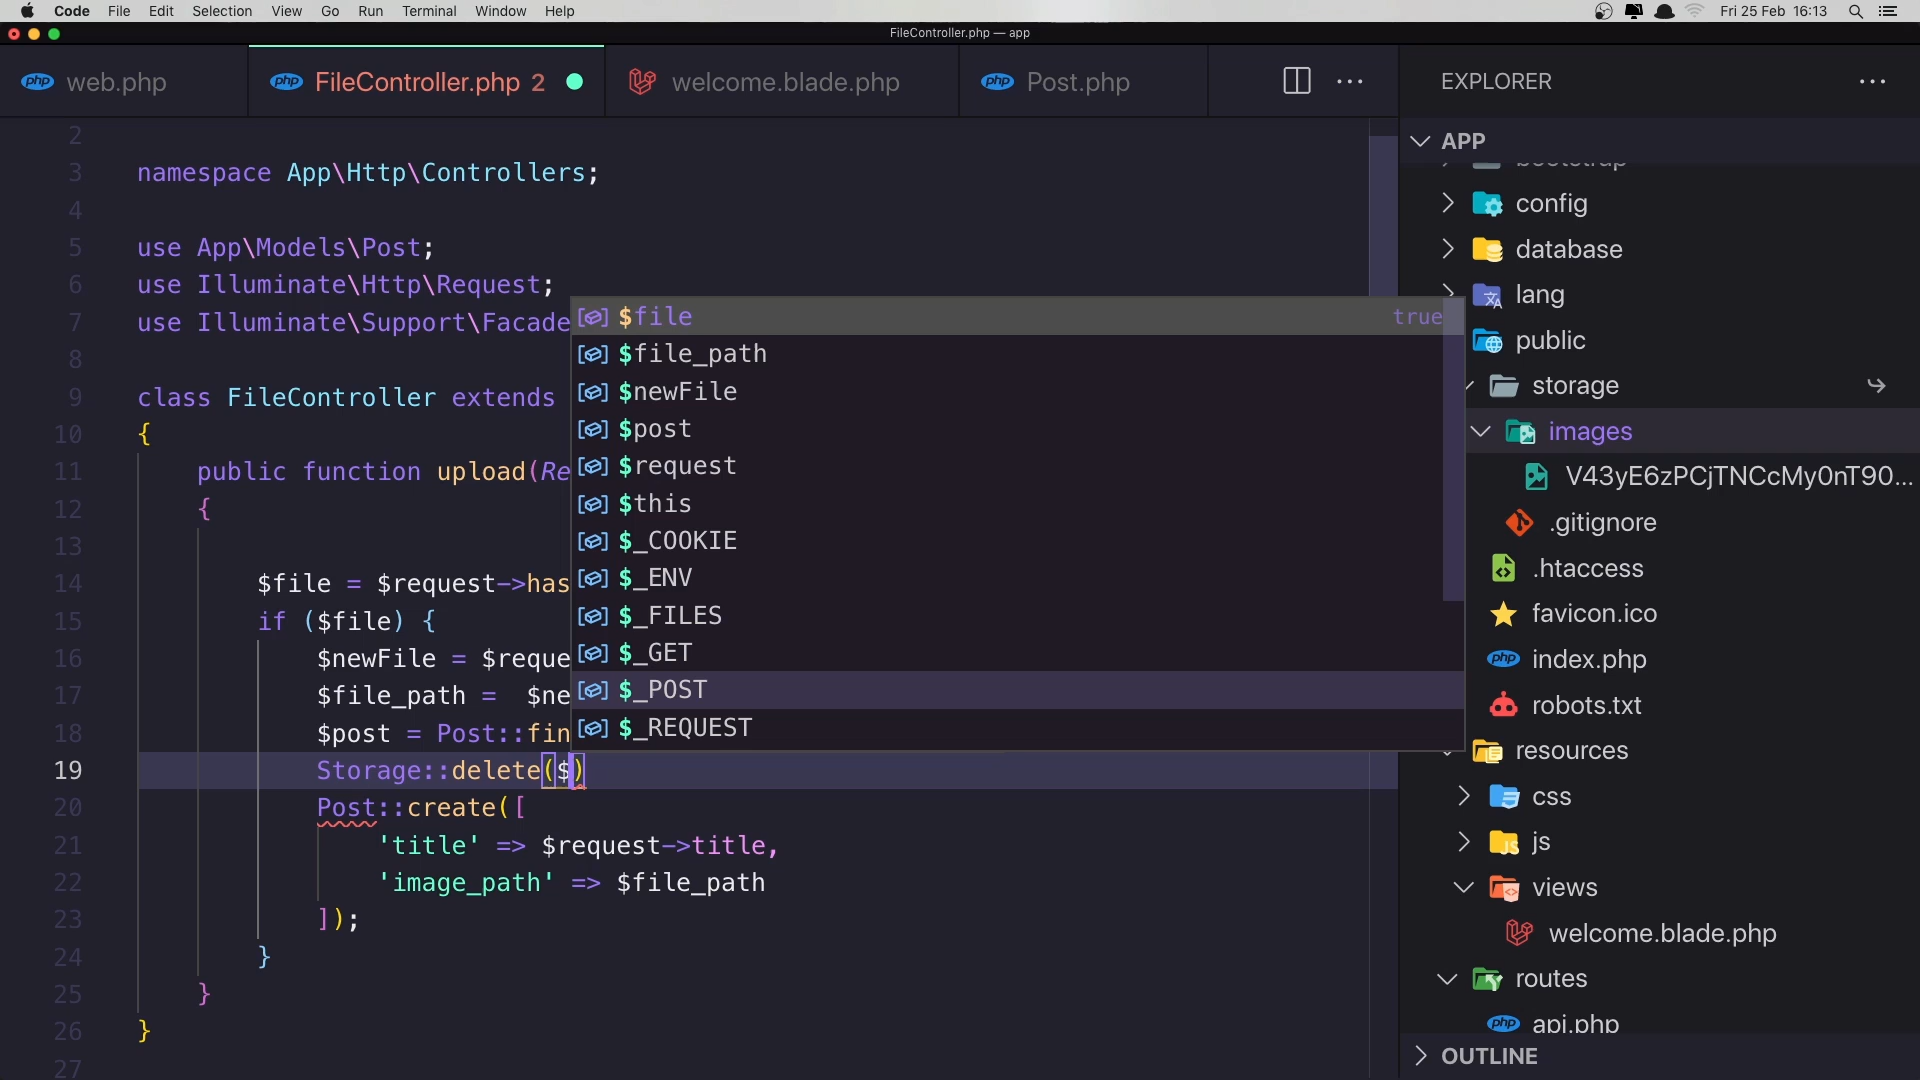 Code File Edit Selection View Go Run Terminal Window Help Fri 25 Feb 16:13
FileController.php — app
web.php FileController.php 2 welcome.blade.php Post.php
EXPLORER
APP
2
3 namespace App\Http\Controllers;
4
5 use App\Models\Post;
6 use Illuminate\Http\Request;
7 use Illuminate\Support\Facade
8
9 class FileController extends
10 {
11 public function upload(Re
12 {
13
14 $file = $request->has
15 if ($file) {
16 $newFile = $reque
17 $file_path = $ne
18 $post = Post::fin
19 Storage::delete($)
20 Post::create([
21 'title' => $request->title,
22 'image_path' => $file_path
23 ]);
24 }
25 }
26 }
27
$file true
$file_path
$newFile
$post
$request
$this
$_COOKIE
$_ENV
$_FILES
$_GET
$_POST
$_REQUEST
bootstrap
config
database
lang
public
storage
images
V43yE6zPCjTNCcMy0nT90...
.gitignore
.htaccess
favicon.ico
index.php
robots.txt
resources
css
js
views
welcome.blade.php
routes
api.php
OUTLINE